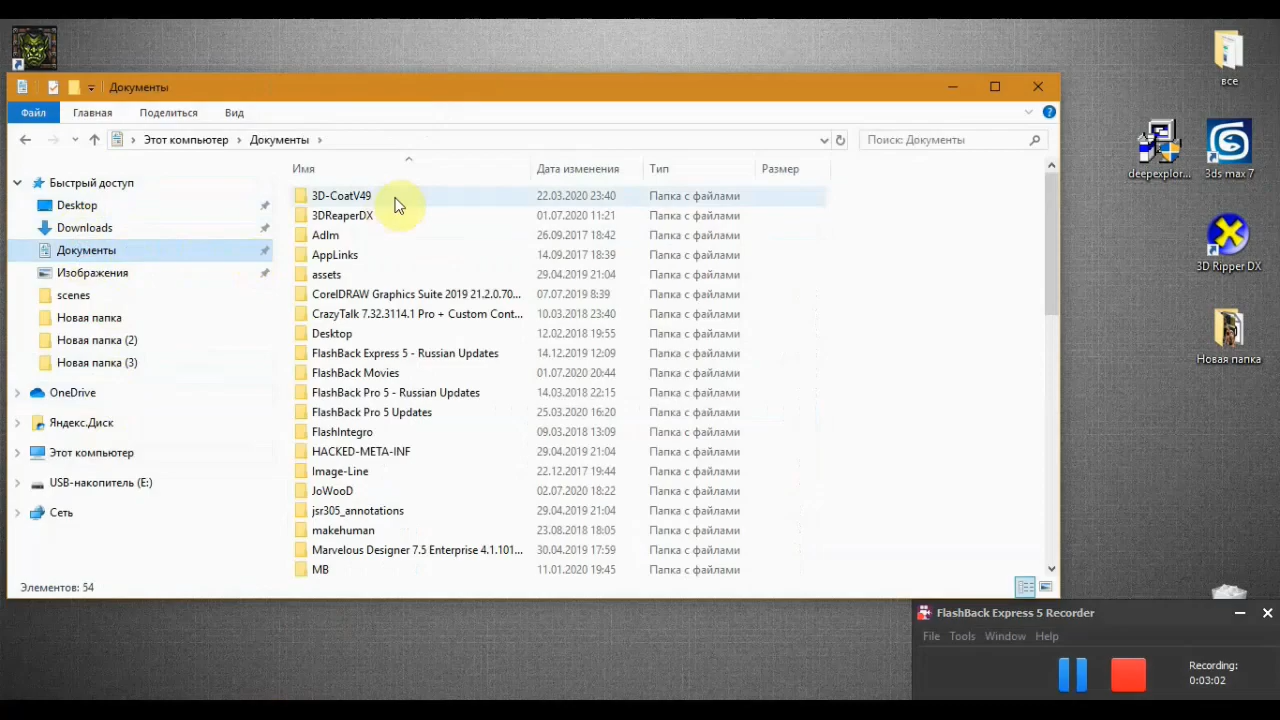 все
Документы
Файл
Главная
Поделиться
Вид
Этот компьютер
Документы
Поиск: Документы
Имя
Дата изменения
Тип
Размер
Быстрый доступ
Desktop
Downloads
Документы
Изображения
scenes
Новая папка
Новая папка (2)
Новая папка (3)
OneDrive
Яндекс.Диск
Этот компьютер
USB-накопитель (E:)
Сеть
3D-CoatV49 22.03.2020 23:40 Папка с файлами
3DReaperDX 01.07.2020 11:21 Папка с файлами
Adlm 26.09.2017 18:42 Папка с файлами
AppLinks 14.09.2017 18:39 Папка с файлами
assets 29.04.2019 21:04 Папка с файлами
CorelDRAW Graphics Suite 2019 21.2.0.70... 07.07.2019 8:39 Папка с файлами
CrazyTalk 7.32.3114.1 Pro + Custom Cont... 10.03.2018 23:40 Папка с файлами
Desktop 12.02.2018 19:55 Папка с файлами
FlashBack Express 5 - Russian Updates 14.12.2019 12:09 Папка с файлами
FlashBack Movies 01.07.2020 20:44 Папка с файлами
FlashBack Pro 5 - Russian Updates 14.03.2018 22:15 Папка с файлами
FlashBack Pro 5 Updates 25.03.2020 16:20 Папка с файлами
FlashIntegro 09.03.2018 13:09 Папка с файлами
HACKED-META-INF 29.04.2019 21:04 Папка с файлами
Image-Line 22.12.2017 19:44 Папка с файлами
JoWooD 02.07.2020 18:22 Папка с файлами
jsr305_annotations 29.04.2019 21:04 Папка с файлами
makehuman 23.08.2018 18:05 Папка с файлами
Marvelous Designer 7.5 Enterprise 4.1.101... 30.04.2019 17:59 Папка с файлами
MB 11.01.2020 19:45 Папка с файлами
Элементов: 54
deepexplor...
3ds max 7
3D Ripper DX
Новая папка
FlashBack Express 5 Recorder
File Tools Window Help
Recording:
0:03:02